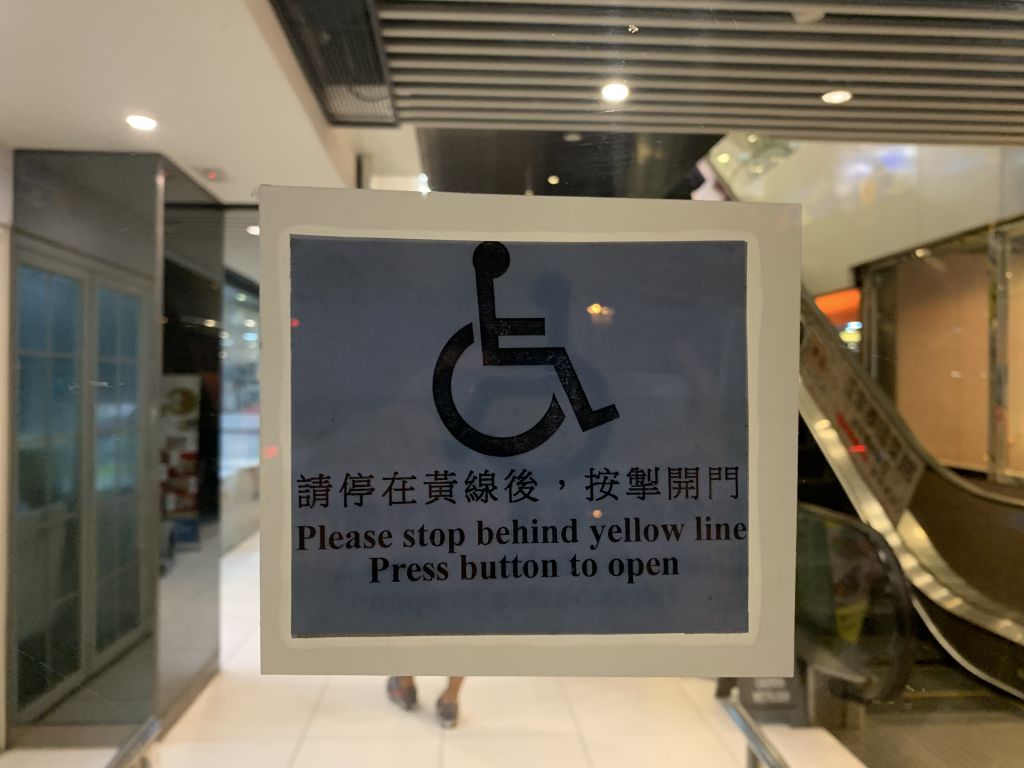 請停在黃線後，按掣開門
Please stop behind yellow line
Press button to open